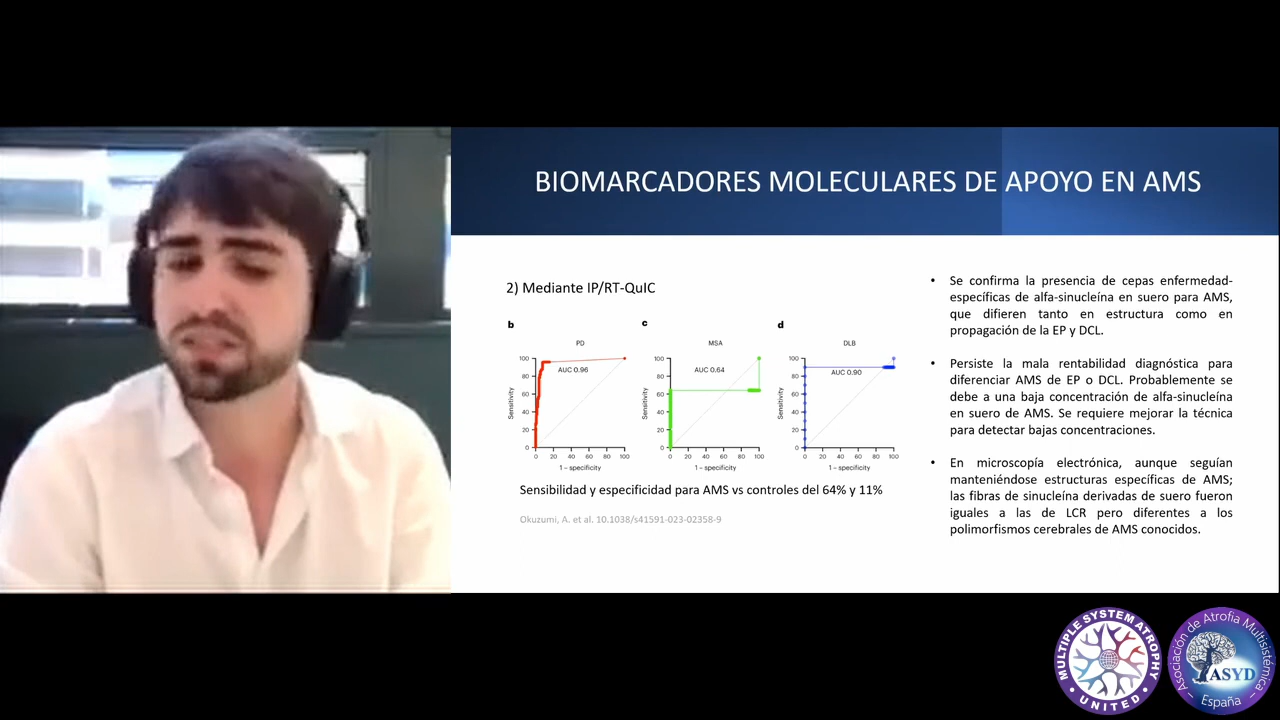 BIOMARCADORES MOLECULARES DE APOYO EN AMS
2) Mediante IP/RT-QuIC
b
PD
AUC 0.96
Sensitivity
100
80
60
40
20
0
0 20 40 60 80 100
1 – specificity
c
MSA
AUC 0.64
Sensitivity
100
80
60
40
20
0
0 20 40 60 80 100
1 – specificity
d
DLB
AUC 0.90
Sensitivity
100
80
60
40
20
0
0 20 40 60 80 100
1 – specificity
Sensibilidad y especificidad para AMS vs controles del 64% y 11%
Okuzumi, A. et al. 10.1038/s41591-023-02358-9
• Se confirma la presencia de cepas enfermedad-
específicas de alfa-sinucleína en suero para AMS,
que difieren tanto en estructura como en
propagación de la EP y DCL.
• Persiste la mala rentabilidad diagnóstica para
diferenciar AMS de EP o DCL. Probablemente se
debe a una baja concentración de alfa-sinucleína
en suero de AMS. Se requiere mejorar la técnica
para detectar bajas concentraciones.
• En microscopía electrónica, aunque seguían
manteniéndose estructuras específicas de AMS;
las fibras de sinucleína derivadas de suero fueron
iguales a las de LCR pero diferentes a los
polimorfismos cerebrales de AMS conocidos.
MULTIPLE SYSTEM ATROPHY
• UNITED •
Asociación de Atrofia Multisistémica
ASYD
– España –